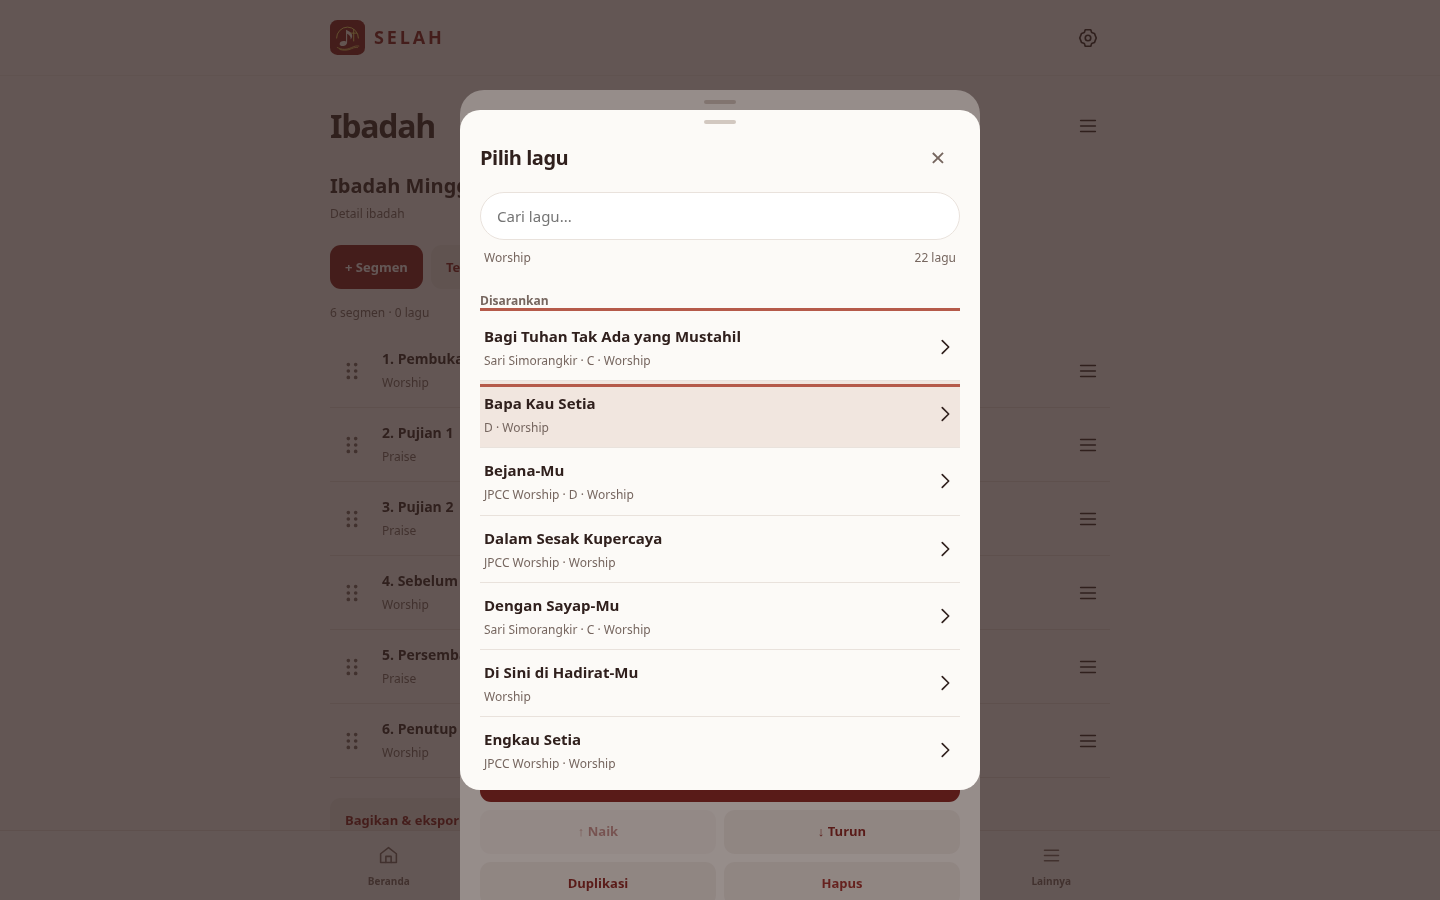 SELAH
Ibadah
Ibadah Mingg
Detail ibadah
+ Segmen
Te
6 segmen · 0 lagu
1. Pembuka
Worship
2. Pujian 1
Praise
3. Pujian 2
Praise
4. Sebelum
Worship
5. Persemb
Praise
6. Penutup
Worship
Bagikan & ekspor
Pilih lagu
Cari lagu...
Worship
22 lagu
Disarankan
Bagi Tuhan Tak Ada yang Mustahil
Sari Simorangkir · C · Worship
Bapa Kau Setia
D · Worship
Bejana-Mu
JPCC Worship · D · Worship
Dalam Sesak Kupercaya
JPCC Worship · Worship
Dengan Sayap-Mu
Sari Simorangkir · C · Worship
Di Sini di Hadirat-Mu
Worship
Engkau Setia
JPCC Worship · Worship
↑ Naik
↓ Turun
Duplikasi
Hapus
Beranda
Lainnya